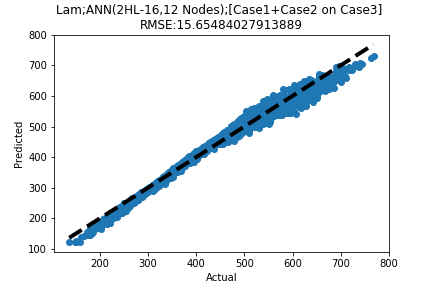 Lam;ANN(2HL-16,12 Nodes);[Case1+Case2 on Case3]
RMSE:15.65484027913889
800
700
600
500
400
300
200
100
Predicted
200 300 400 500 600 700 800
Actual